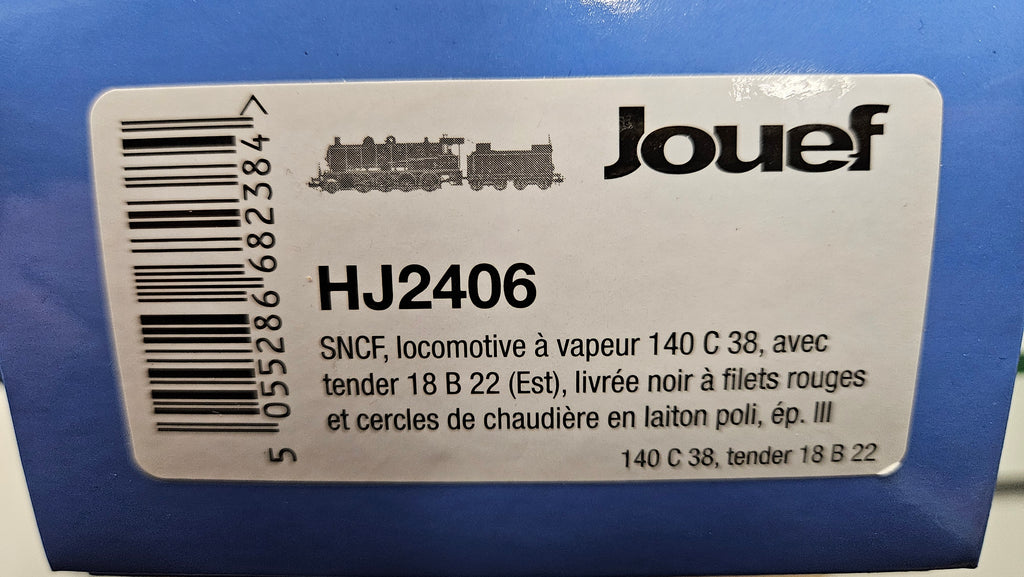 Jouef
5 055286 682384 >
HJ2406
SNCF, locomotive à vapeur 140 C 38, avec
tender 18 B 22 (Est), livrée noir à filets rouges
et cercles de chaudière en laiton poli, ép. III
140 C 38, tender 18 B 22